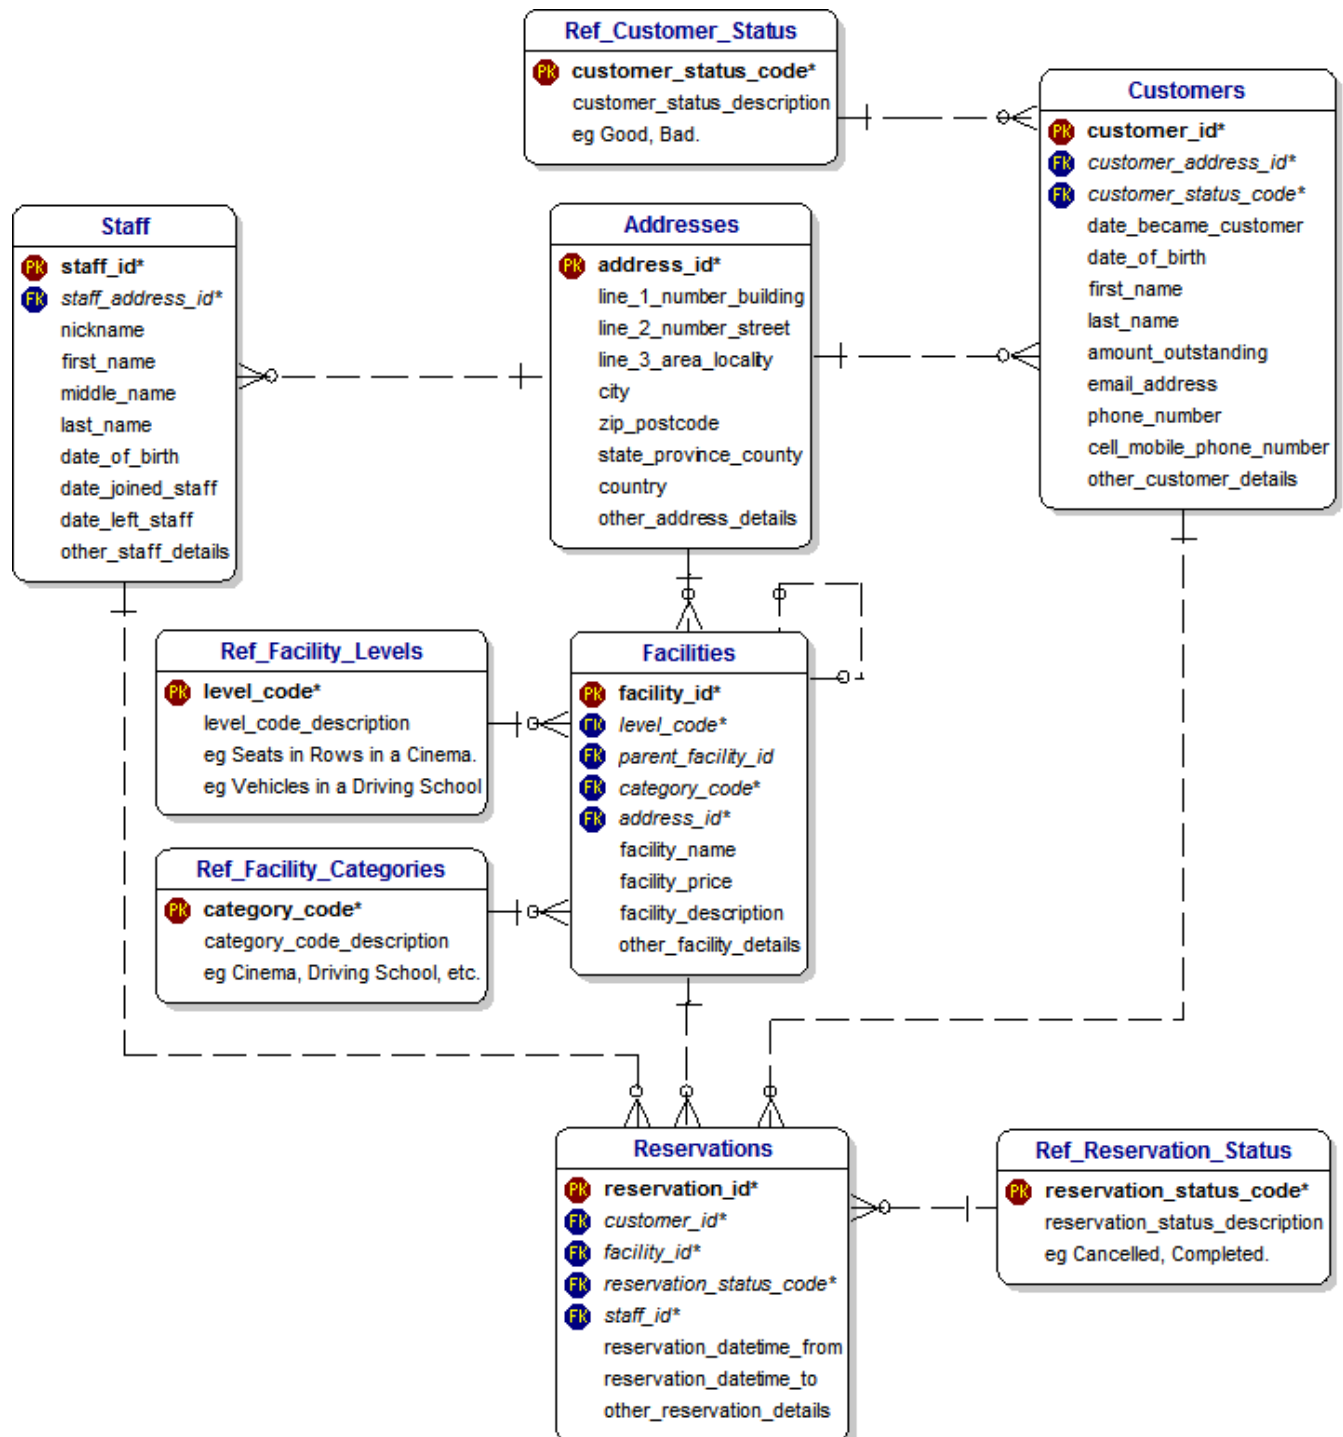 Ref_Customer_Status
PK customer_status_code*
customer_status_description
eg Good, Bad.
Customers
PK customer_id*
FK customer_address_id*
FK customer_status_code*
date_became_customer
date_of_birth
first_name
last_name
amount_outstanding
email_address
phone_number
cell_mobile_phone_number
other_customer_details
Staff
PK staff_id*
FK staff_address_id*
nickname
first_name
middle_name
last_name
date_of_birth
date_joined_staff
date_left_staff
other_staff_details
Addresses
PK address_id*
line_1_number_building
line_2_number_street
line_3_area_locality
city
zip_postcode
state_province_county
country
other_address_details
Ref_Facility_Levels
PK level_code*
level_code_description
eg Seats in Rows in a Cinema.
eg Vehicles in a Driving School
Facilities
PK facility_id*
FK level_code*
FK parent_facility_id
FK category_code*
FK address_id*
facility_name
facility_price
facility_description
other_facility_details
Ref_Facility_Categories
PK category_code*
category_code_description
eg Cinema, Driving School, etc.
Reservations
PK reservation_id*
FK customer_id*
FK facility_id*
FK reservation_status_code*
FK staff_id*
reservation_datetime_from
reservation_datetime_to
other_reservation_details
Ref_Reservation_Status
PK reservation_status_code*
reservation_status_description
eg Cancelled, Completed.